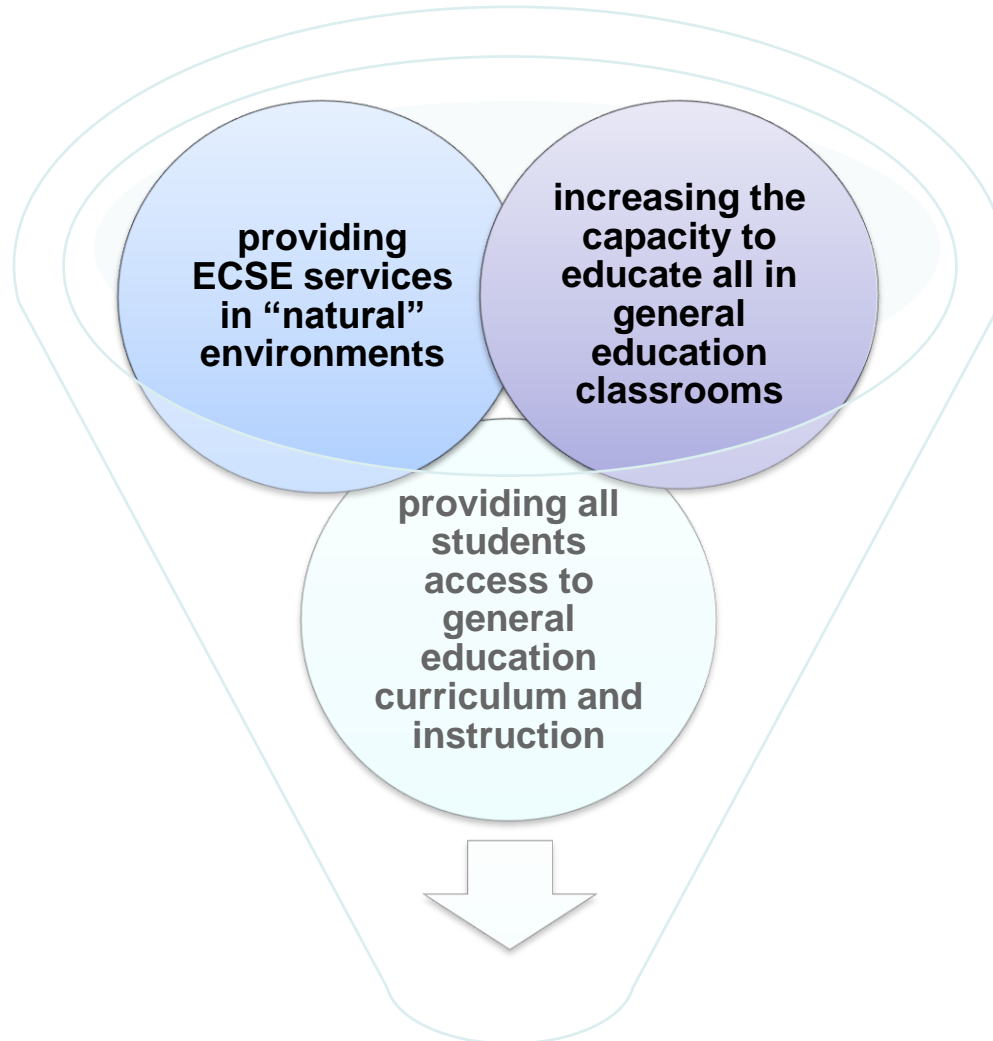 providing
ECSE services
in “natural”
environments
increasing the
capacity to
educate all in
general
education
classrooms
providing all
students
access to
general
education
curriculum and
instruction